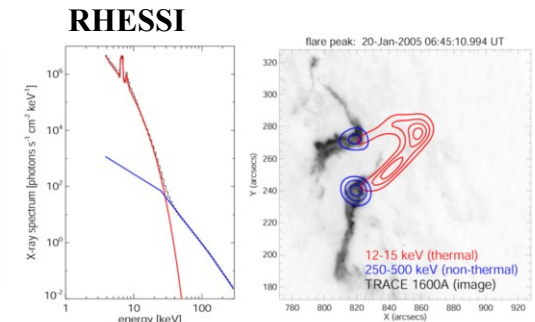 RHESSI
flare peak: 20-Jan-2005 06:45:10.994 UT
X-ray spectrum [photons s⁻¹ cm⁻² keV⁻¹]
10⁶
10⁴
10²
10⁰
10⁻²
1
10
100
energy [keV]
Y (arcsecs)
320
300
280
260
240
220
200
180
12-15 keV (thermal)
250-500 keV (non-thermal)
TRACE 1600A (image)
780
800
820
840
860
880
900
920
X (arcsecs)